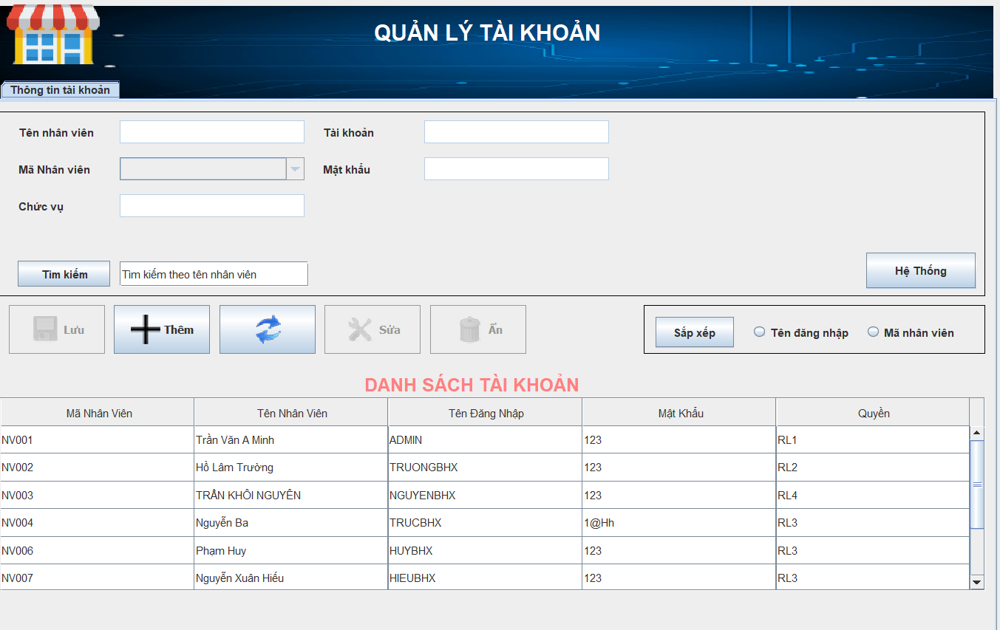 QUẢN LÝ TÀI KHOẢN
Thông tin tài khoản
Tên nhân viên
Tài khoản
Mã Nhân viên
Mật khẩu
Chức vụ
Tìm kiếm
Tìm kiếm theo tên nhân viên
Hệ Thống
Lưu
Thêm
Sửa
Ẩn
Sắp xếp
Tên đăng nhập
Mã nhân viên
DANH SÁCH TÀI KHOẢN
Mã Nhân Viên Tên Nhân Viên Tên Đăng Nhập Mật Khẩu Quyền
NV001 Trần Văn A Minh ADMIN 123 RL1
NV002 Hồ Lâm Trường TRUONGBHX 123 RL2
NV003 TRẦN KHÔI NGUYÊN NGUYENBHX 123 RL4
NV004 Nguyễn Ba TRUCBHX 1@Hh RL3
NV006 Phạm Huy HUYBHX 123 RL3
NV007 Nguyễn Xuân Hiếu HIEUBHX 123 RL3